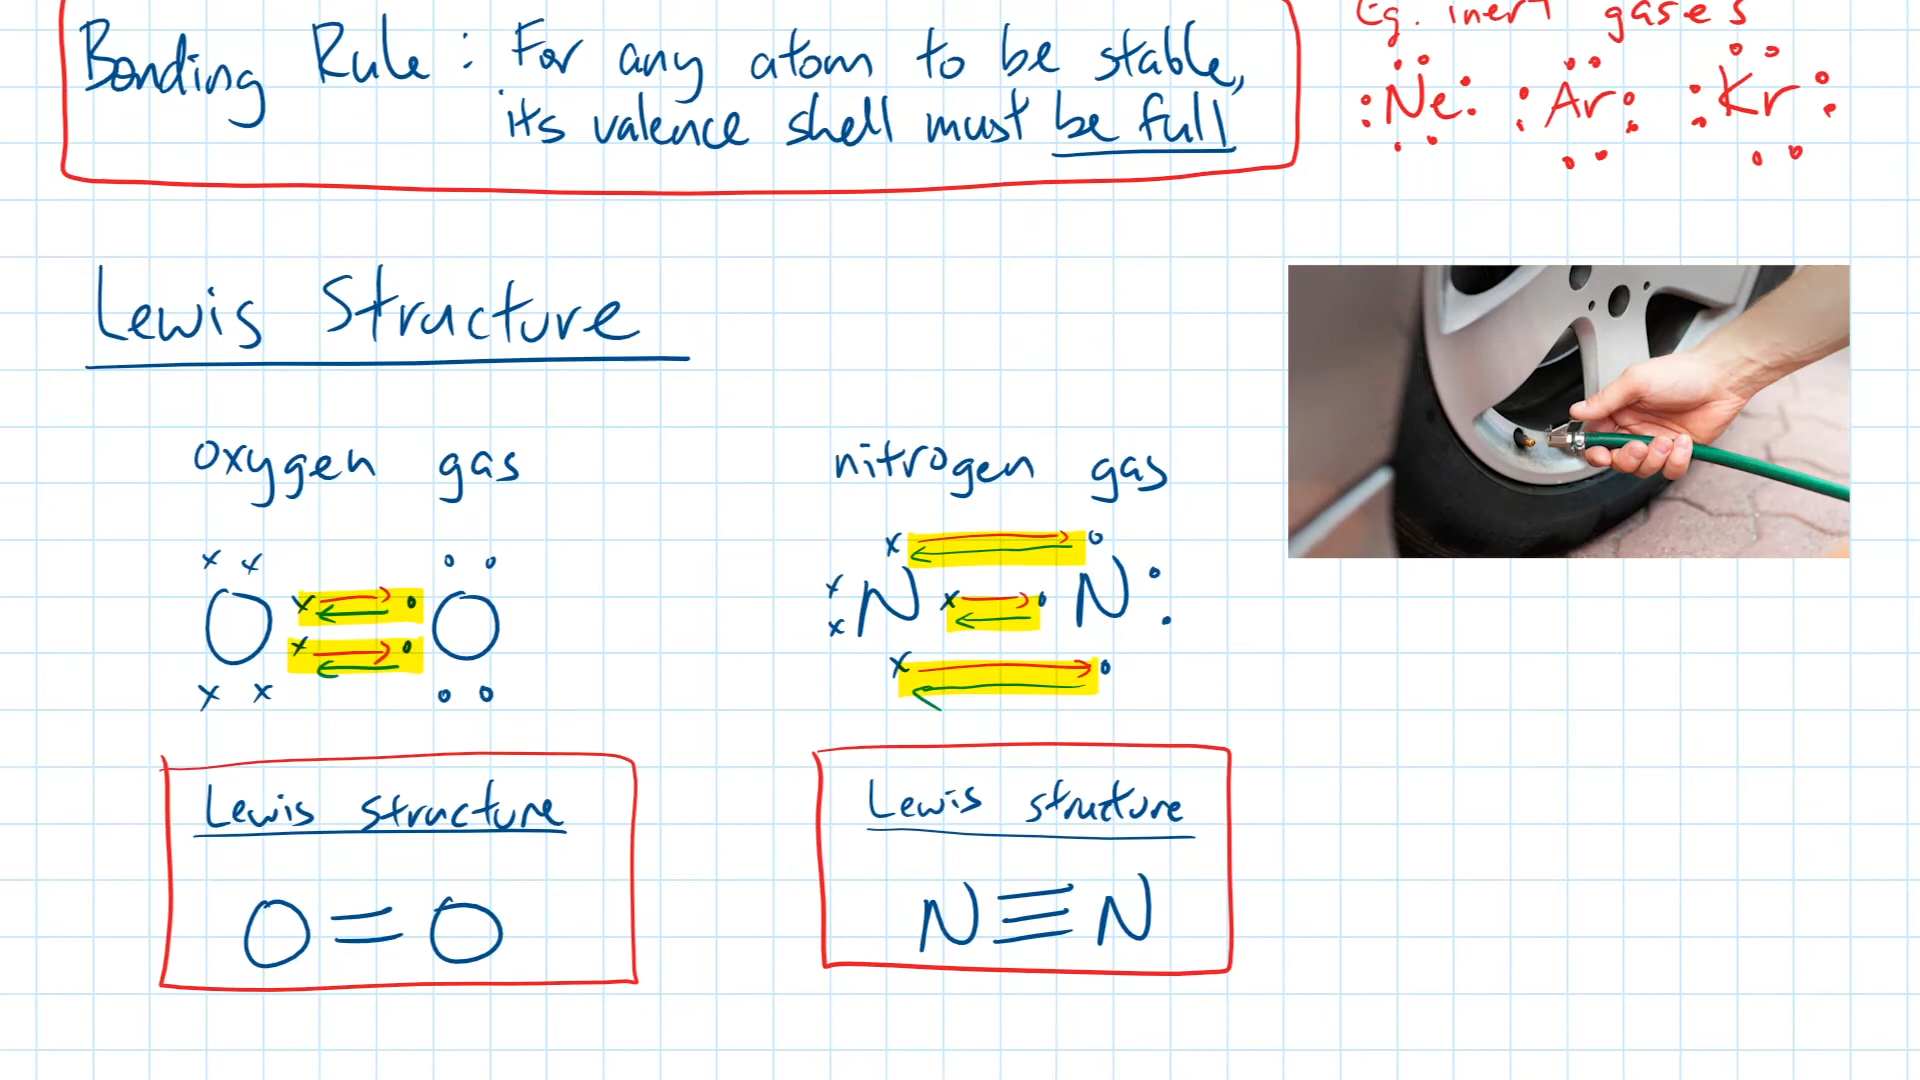 Bonding Rule: For any atom to be stable,
its valence shell must be full
Eg. inert gases
Ne Ar Kr
Lewis Structure
oxygen gas
x x
O x O
x
x x
nitrogen gas
x
x N x N
x
x
Lewis structure
O=O
Lewis structure
N≡N